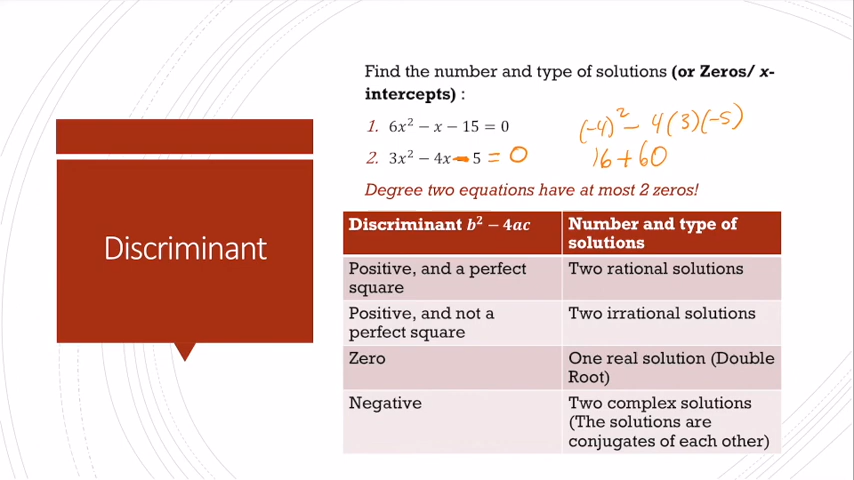 Discriminant
Find the number and type of solutions (or Zeros/ x-
intercepts) :
1. 6x² − x − 15 = 0
2. 3x² − 4x − 5 = 0
(-4)² − 4(3)(-5)
16 + 60
Degree two equations have at most 2 zeros!
Discriminant b² − 4ac
Number and type of
solutions
Positive, and a perfect
square
Two rational solutions
Positive, and not a
perfect square
Two irrational solutions
Zero
One real solution (Double
Root)
Negative
Two complex solutions
(The solutions are
conjugates of each other)